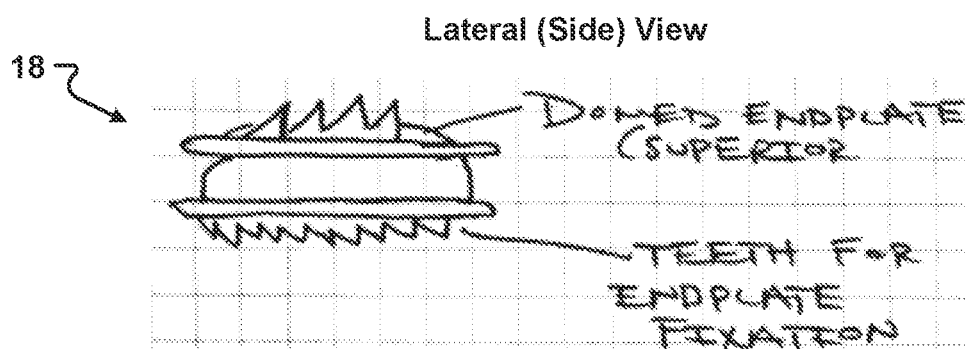 Lateral (Side) View
18
DOMED ENDPLATE
(SUPERIOR
TEETH FOR
ENDPLATE
FIXATION